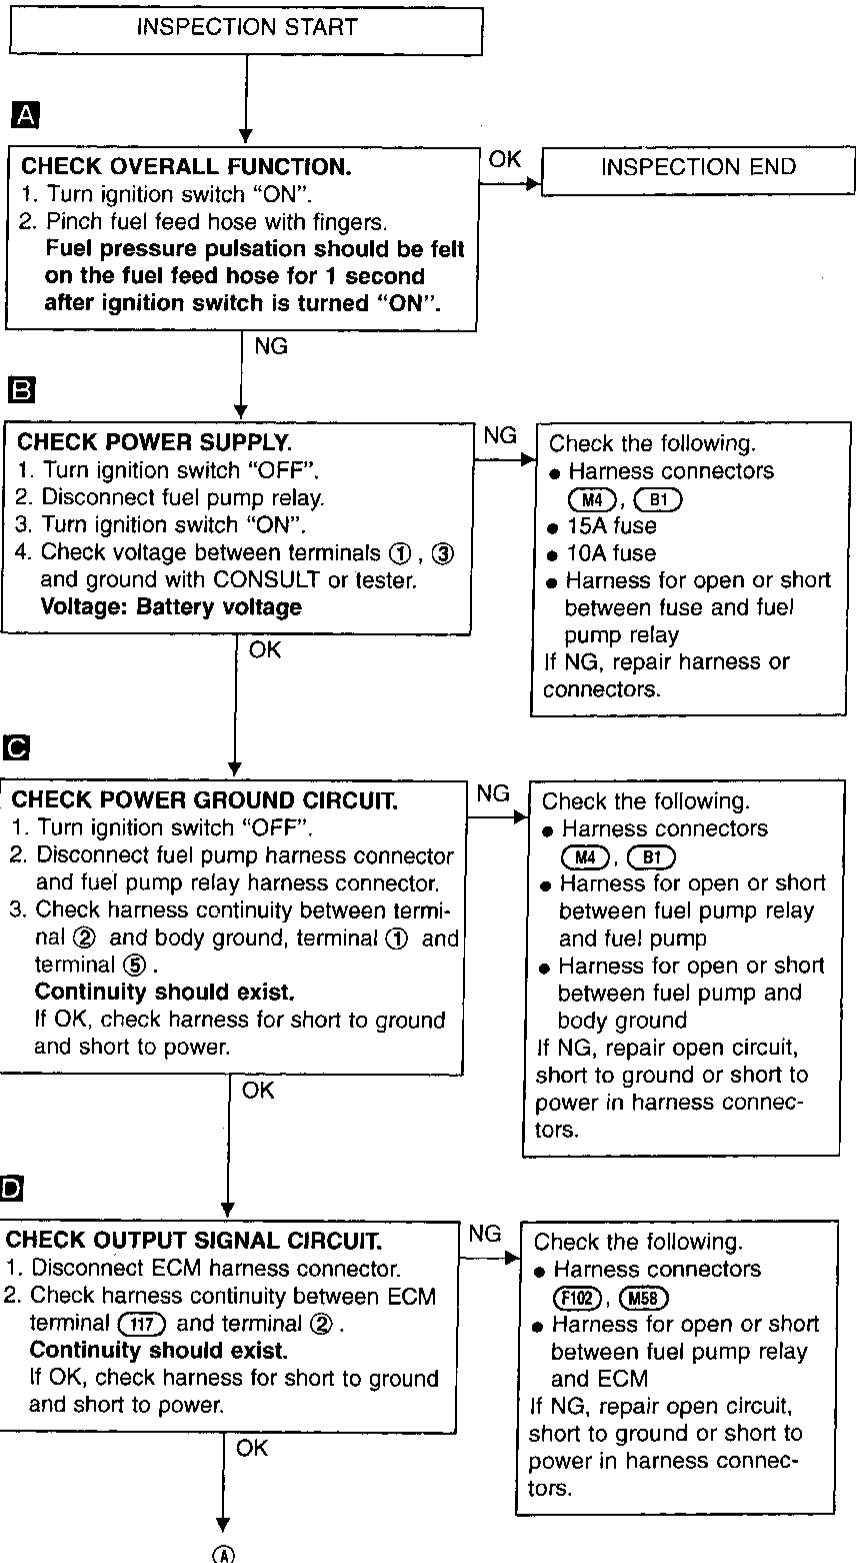 INSPECTION START
A
CHECK OVERALL FUNCTION.
1. Turn ignition switch “ON”.
2. Pinch fuel feed hose with fingers.
Fuel pressure pulsation should be felt
on the fuel feed hose for 1 second
after ignition switch is turned “ON”.
OK
INSPECTION END
NG
B
CHECK POWER SUPPLY.
1. Turn ignition switch “OFF”.
2. Disconnect fuel pump relay.
3. Turn ignition switch “ON”.
4. Check voltage between terminals ①, ③
and ground with CONSULT or tester.
Voltage: Battery voltage
NG
Check the following.
● Harness connectors
M4, B1
● 15A fuse
● 10A fuse
● Harness for open or short
between fuse and fuel
pump relay
If NG, repair harness or
connectors.
OK
C
CHECK POWER GROUND CIRCUIT.
1. Turn ignition switch “OFF”.
2. Disconnect fuel pump harness connector
and fuel pump relay harness connector.
3. Check harness continuity between termi-
nal ② and body ground, terminal ① and
terminal ⑤.
Continuity should exist.
If OK, check harness for short to ground
and short to power.
NG
Check the following.
● Harness connectors
M4, B1
● Harness for open or short
between fuel pump relay
and fuel pump
● Harness for open or short
between fuel pump and
body ground
If NG, repair open circuit,
short to ground or short to
power in harness connec-
tors.
OK
D
CHECK OUTPUT SIGNAL CIRCUIT.
1. Disconnect ECM harness connector.
2. Check harness continuity between ECM
terminal 117 and terminal ②.
Continuity should exist.
If OK, check harness for short to ground
and short to power.
NG
Check the following.
● Harness connectors
F102, M58
● Harness for open or short
between fuel pump relay
and ECM
If NG, repair open circuit,
short to ground or short to
power in harness connec-
tors.
OK
Ⓐ